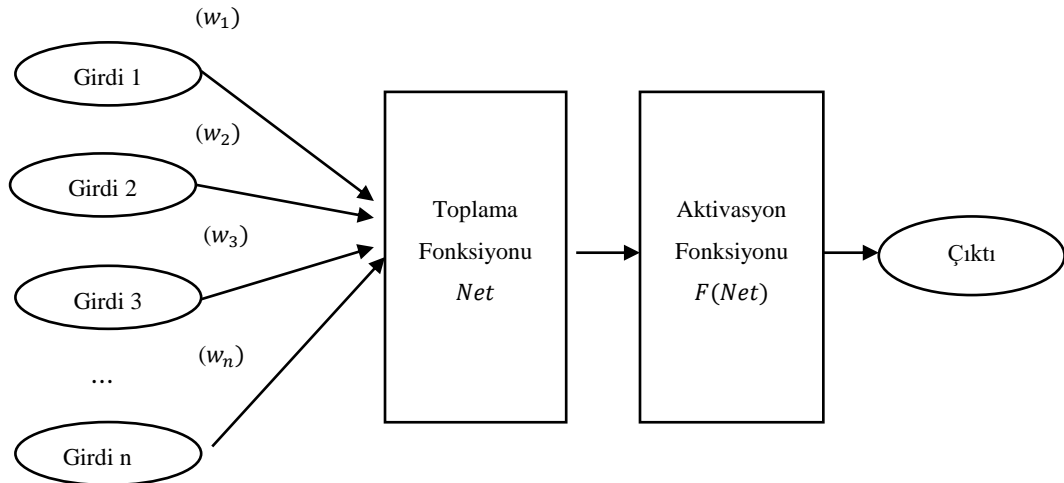 (w₁)
Girdi 1
(w₂)
Girdi 2
(w₃)
Girdi 3
(wₙ)
...
Girdi n
Toplama
Fonksiyonu
Net
Aktivasyon
Fonksiyonu
F(Net)
Çıktı